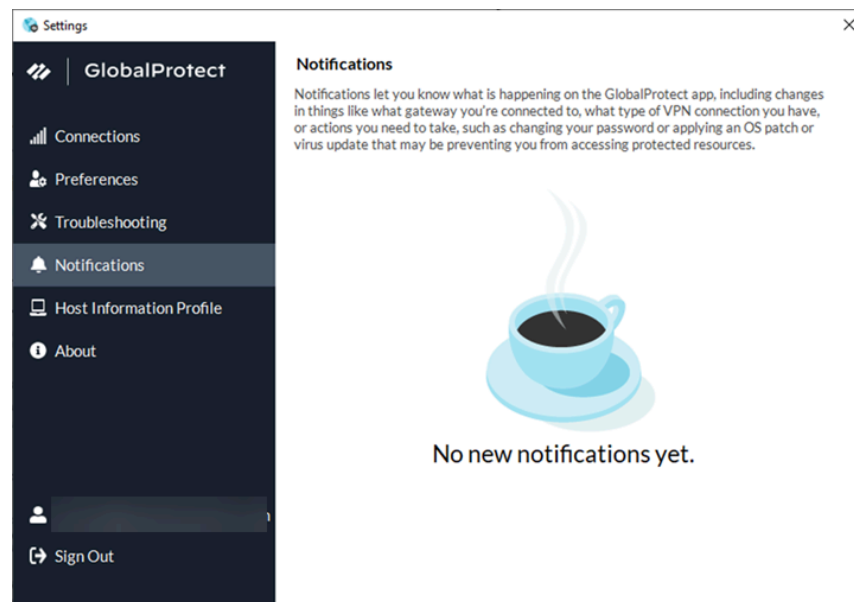 Settings
GlobalProtect
Connections
Preferences
Troubleshooting
Notifications
Host Information Profile
About
Sign Out
Notifications
Notifications let you know what is happening on the GlobalProtect app, including changes
in things like what gateway you're connected to, what type of VPN connection you have,
or actions you need to take, such as changing your password or applying an OS patch or
virus update that may be preventing you from accessing protected resources.
No new notifications yet.